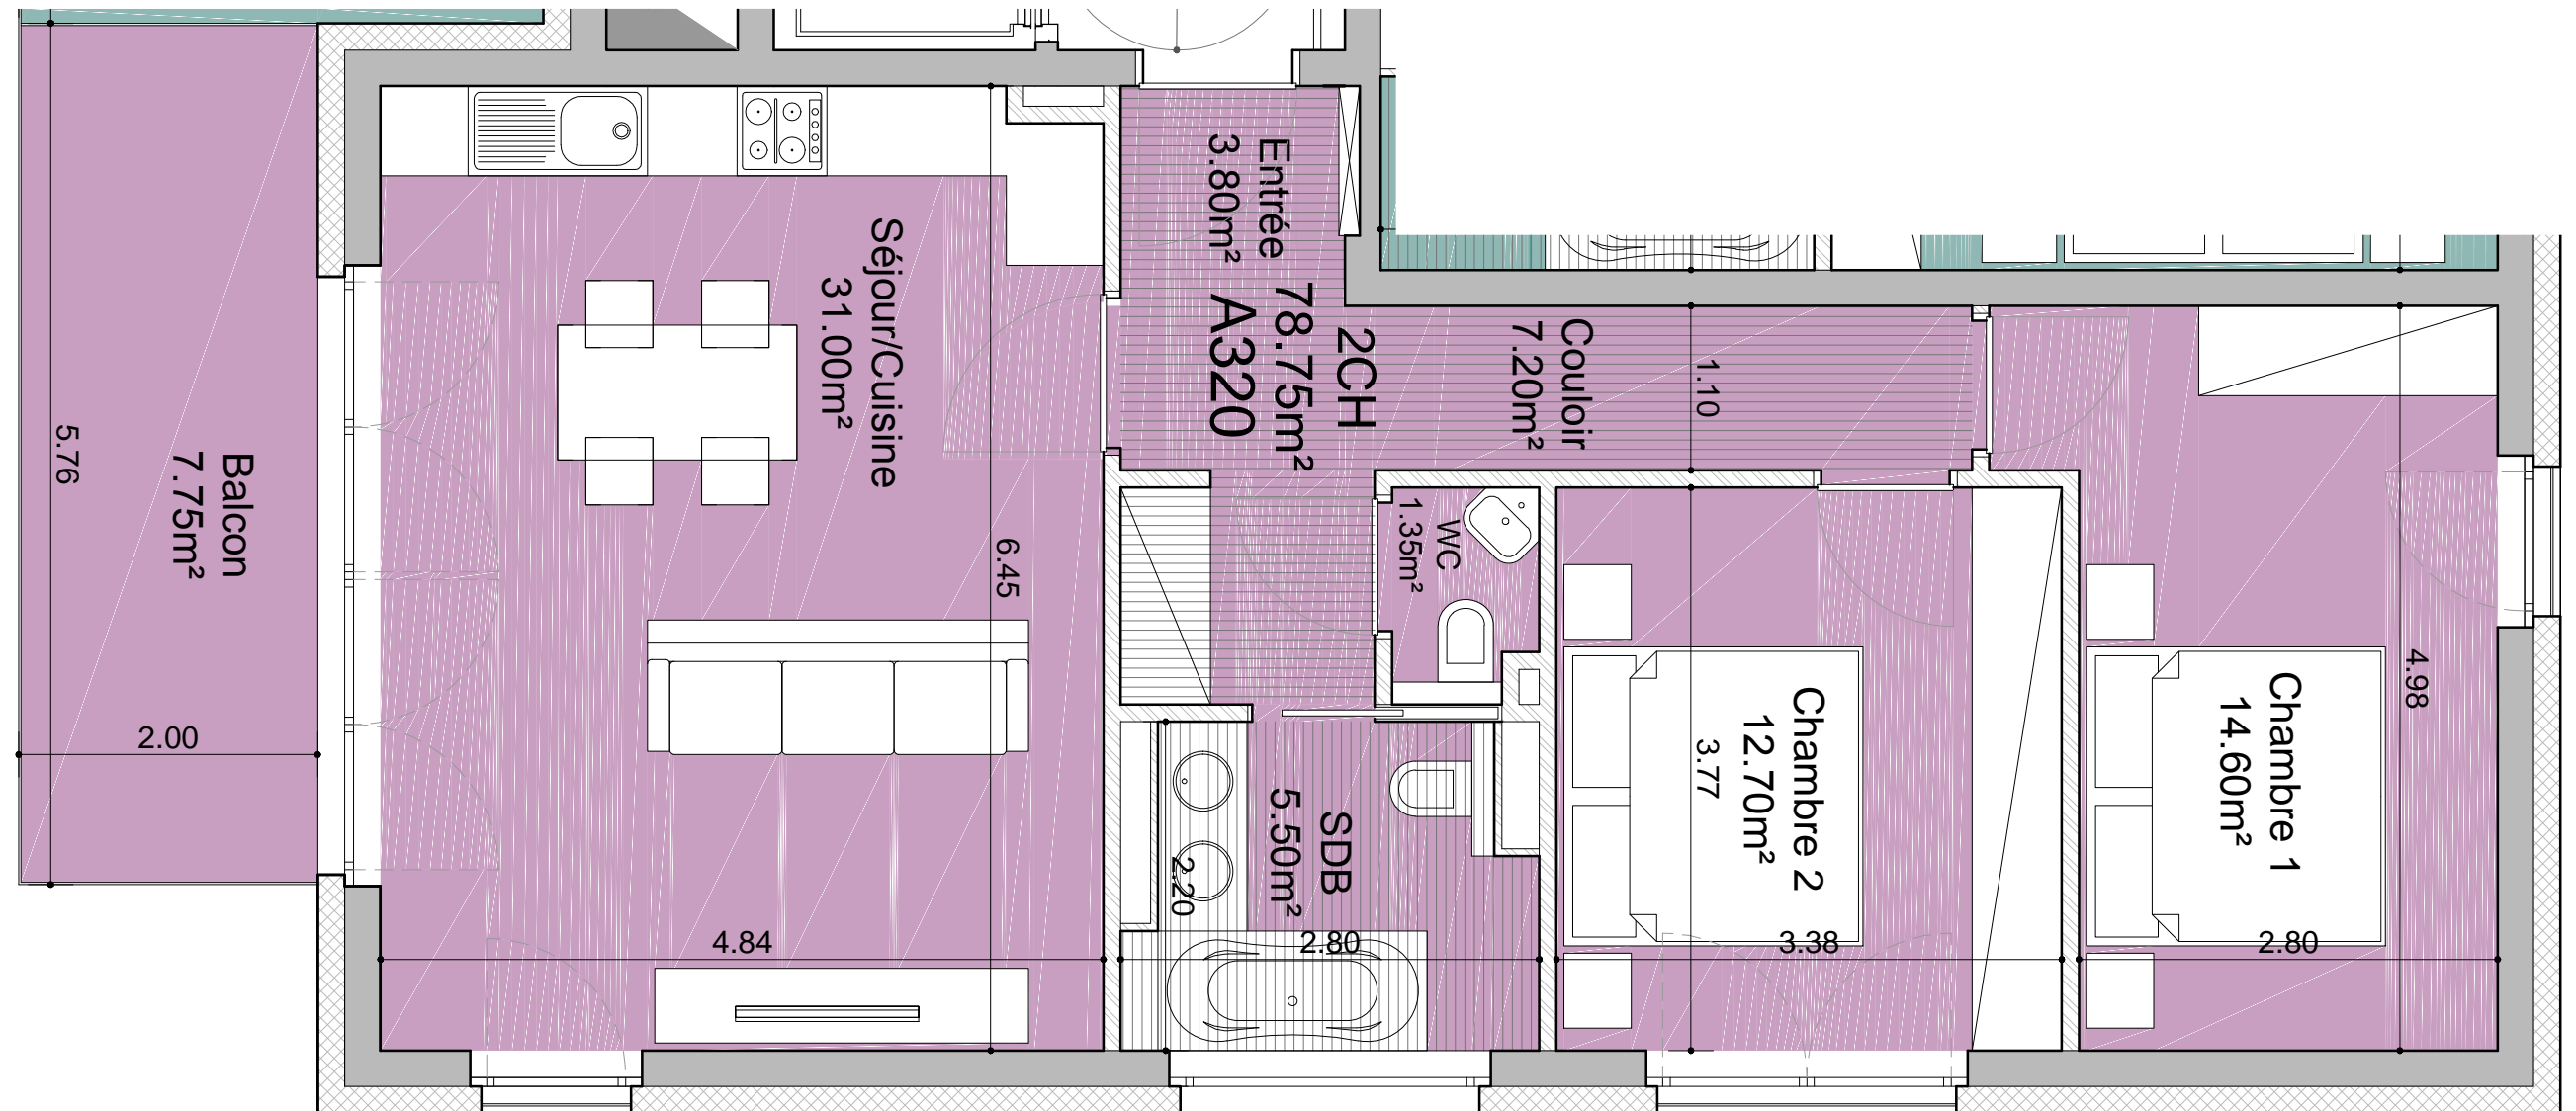 Balcon
7.75m²
5.76
2.00
Séjour/Cuisine
31.00m²
6.45
4.84
Entrée
3.80m²
2CH
78.75m²
A320
Couloir
7.20m²
1.10
WC
1.35m²
SDB
5.50m²
2.20
2.80
Chambre 2
12.70m²
3.77
3.38
Chambre 1
14.60m²
4.98
2.80